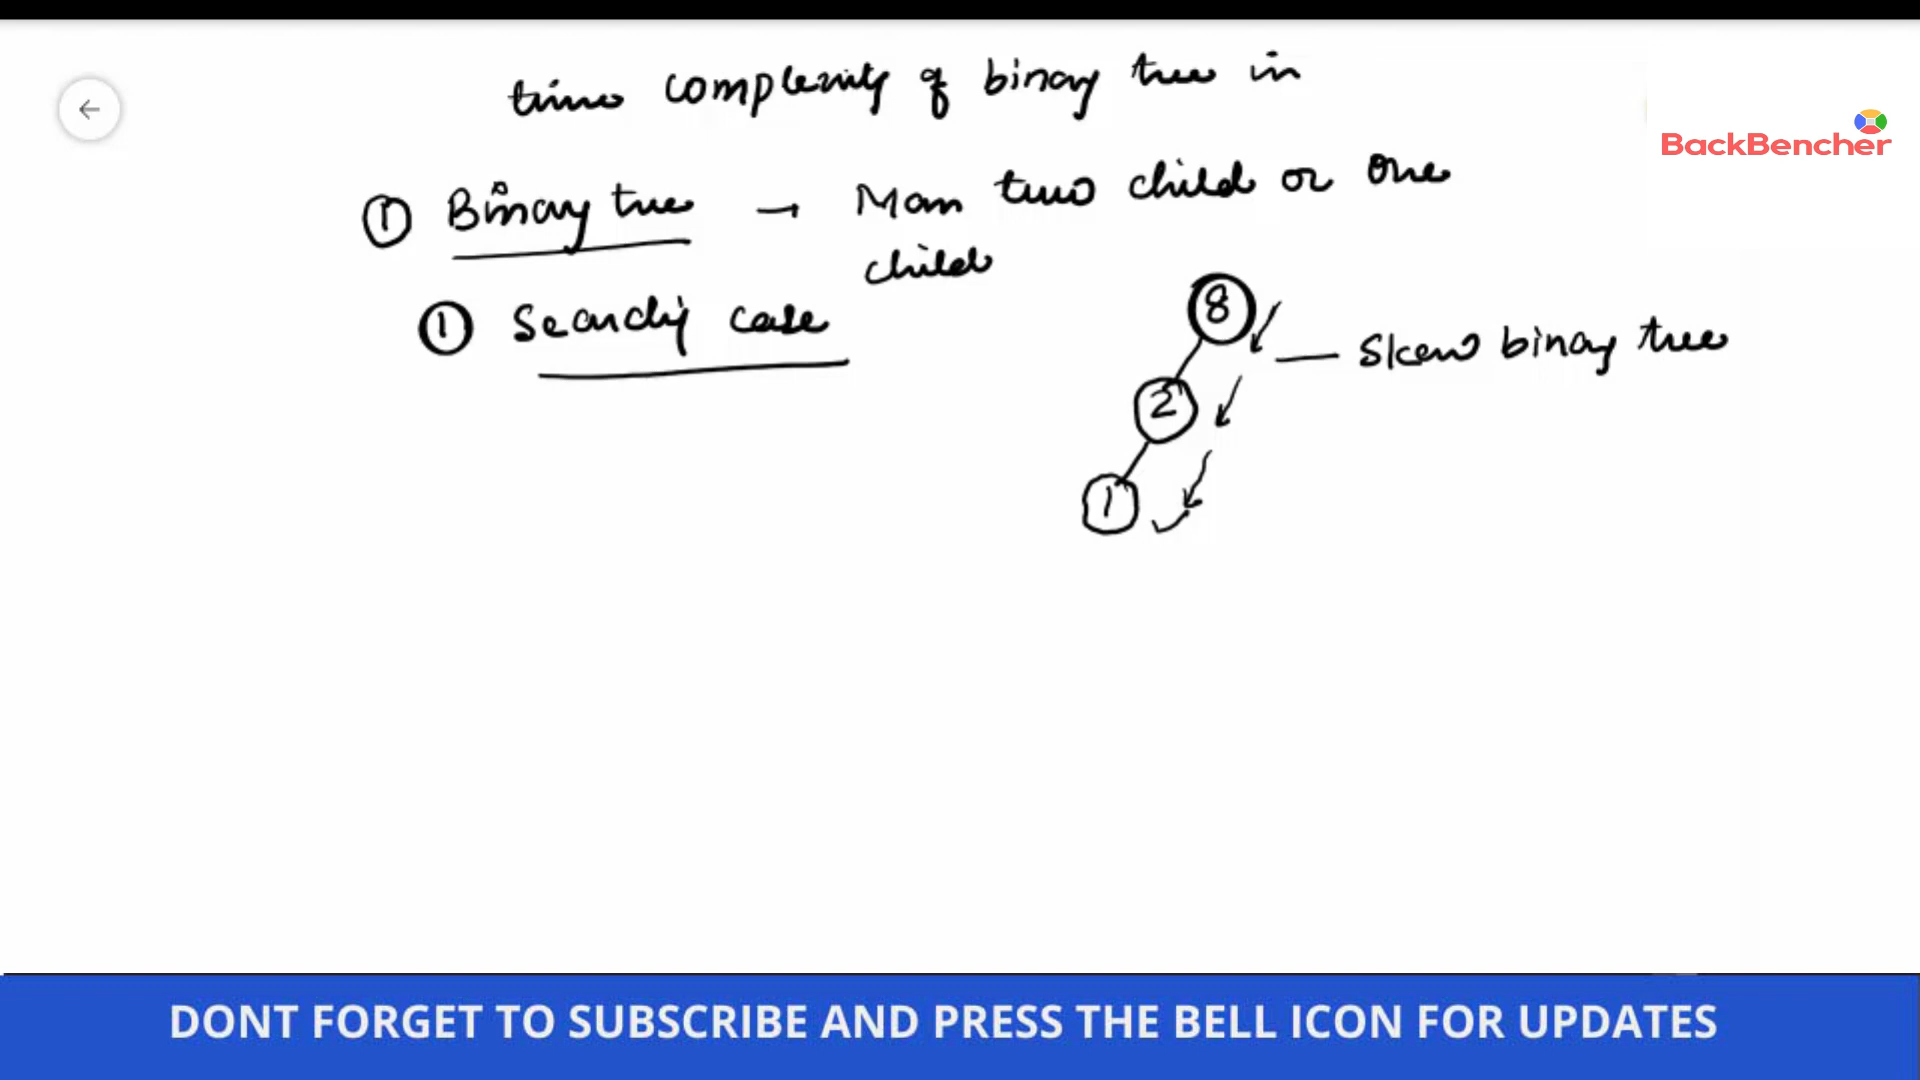 time complexity of binary tree in
BackBencher
① Binary tree → Max two child or one
child
① Searchig case
8
— Skew binary tree
2
1
DONT FORGET TO SUBSCRIBE AND PRESS THE BELL ICON FOR UPDATES